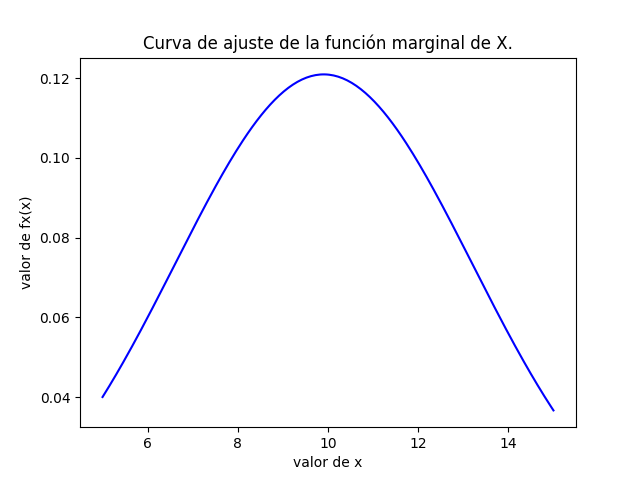 Curva de ajuste de la función marginal de X.
0.12
0.10
0.08
0.06
0.04
valor de fx(x)
6 8 10 12 14
valor de x